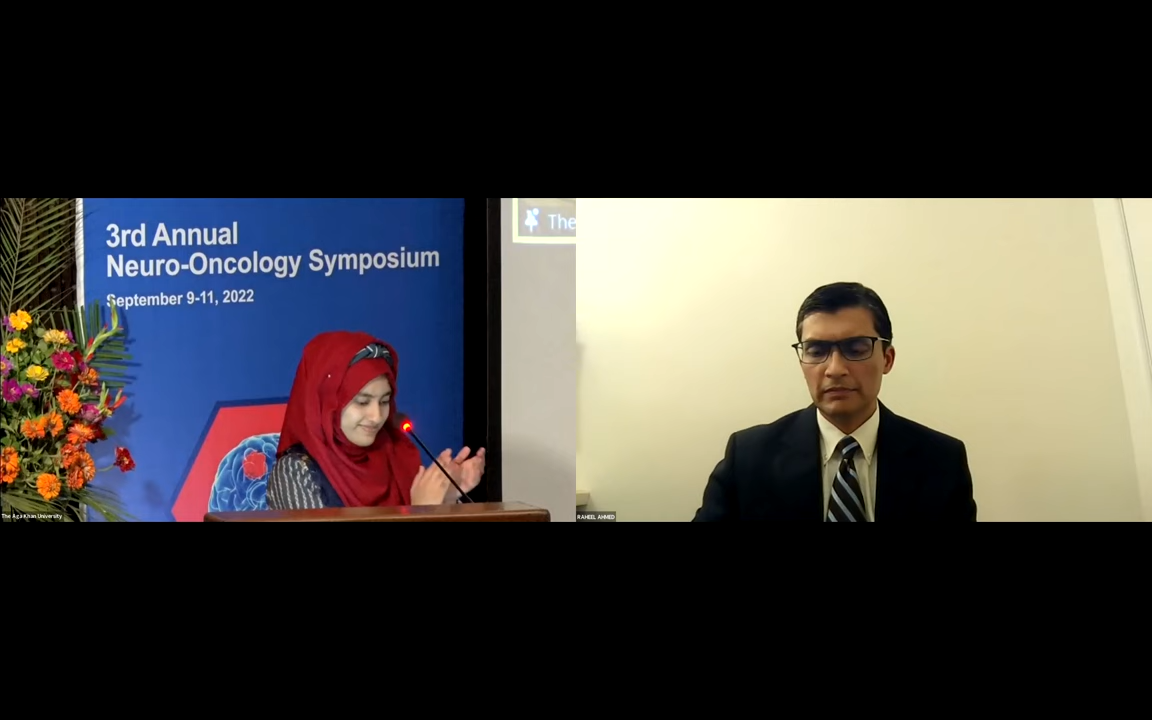 3rd Annual
Neuro-Oncology Symposium
September 9-11, 2022
The
The Aga Khan University
RAHEEL AHMED